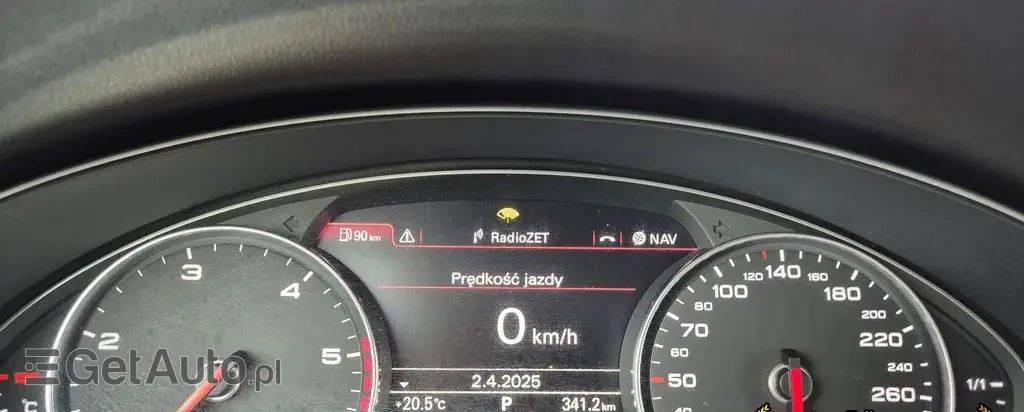 90 km
RadioZET
NAV
Prędkość jazdy
0 km/h
2.4.2025
+20.5°C P 341.2 km
2 3 4 5
50 60 70 80 100 120 140 160 180 200 220 240 260
1/1
°C
GetAuto.pl